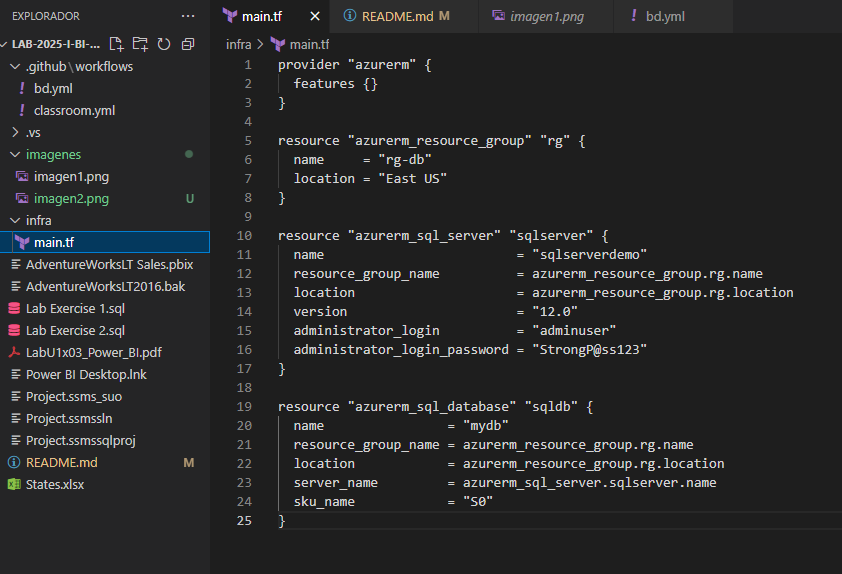 EXPLORADOR
LAB-2025-I-BI-...
.github\workflows
bd.yml
classroom.yml
.vs
imagenes
imagen1.png
imagen2.png U
infra
main.tf
AdventureWorksLT Sales.pbix
AdventureWorksLT2016.bak
Lab Exercise 1.sql
Lab Exercise 2.sql
LabU1x03_Power_BI.pdf
Power BI Desktop.lnk
Project.ssms_suo
Project.ssmssln
Project.ssmssqlproj
README.md M
States.xlsx
main.tf README.md M imagen1.png bd.yml
infra > main.tf
1 provider "azurerm" {
2   features {}
3 }
4
5 resource "azurerm_resource_group" "rg" {
6   name     = "rg-db"
7   location = "East US"
8 }
9
10 resource "azurerm_sql_server" "sqlserver" {
11   name                         = "sqlserverdemo"
12   resource_group_name          = azurerm_resource_group.rg.name
13   location                     = azurerm_resource_group.rg.location
14   version                      = "12.0"
15   administrator_login          = "adminuser"
16   administrator_login_password = "StrongP@ss123"
17 }
18
19 resource "azurerm_sql_database" "sqldb" {
20   name                = "mydb"
21   resource_group_name = azurerm_resource_group.rg.name
22   location            = azurerm_resource_group.rg.location
23   server_name         = azurerm_sql_server.sqlserver.name
24   sku_name            = "S0"
25 }